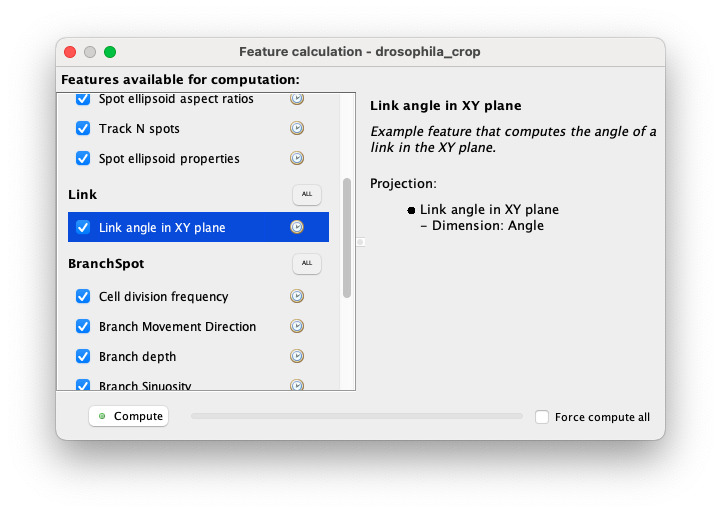 Feature calculation - drosophila_crop
Features available for computation:
Spot ellipsoid aspect ratios
Track N spots
Spot ellipsoid properties
Link
ALL
Link angle in XY plane
BranchSpot
ALL
Cell division frequency
Branch Movement Direction
Branch depth
Branch Sinuosity
Link angle in XY plane
Example feature that computes the angle of a
link in the XY plane.
Projection:
Link angle in XY plane
- Dimension: Angle
Compute
Force compute all